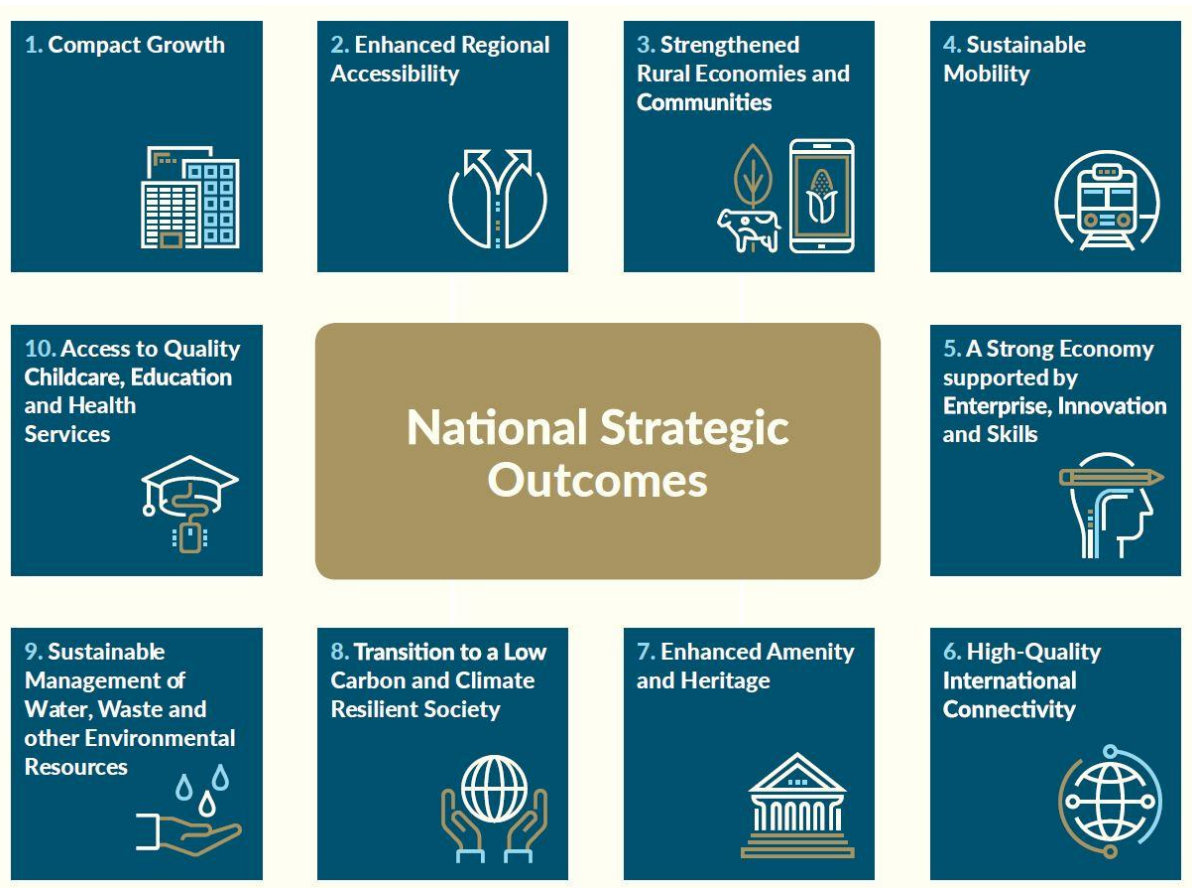 1. Compact Growth
2. Enhanced Regional
Accessibility
3. Strengthened
Rural Economies and
Communities
4. Sustainable
Mobility
10. Access to Quality
Childcare, Education
and Health
Services
National Strategic
Outcomes
5. A Strong Economy
supported by
Enterprise, Innovation
and Skills
9. Sustainable
Management of
Water, Waste and
other Environmental
Resources
8. Transition to a Low
Carbon and Climate
Resilient Society
7. Enhanced Amenity
and Heritage
6. High-Quality
International
Connectivity